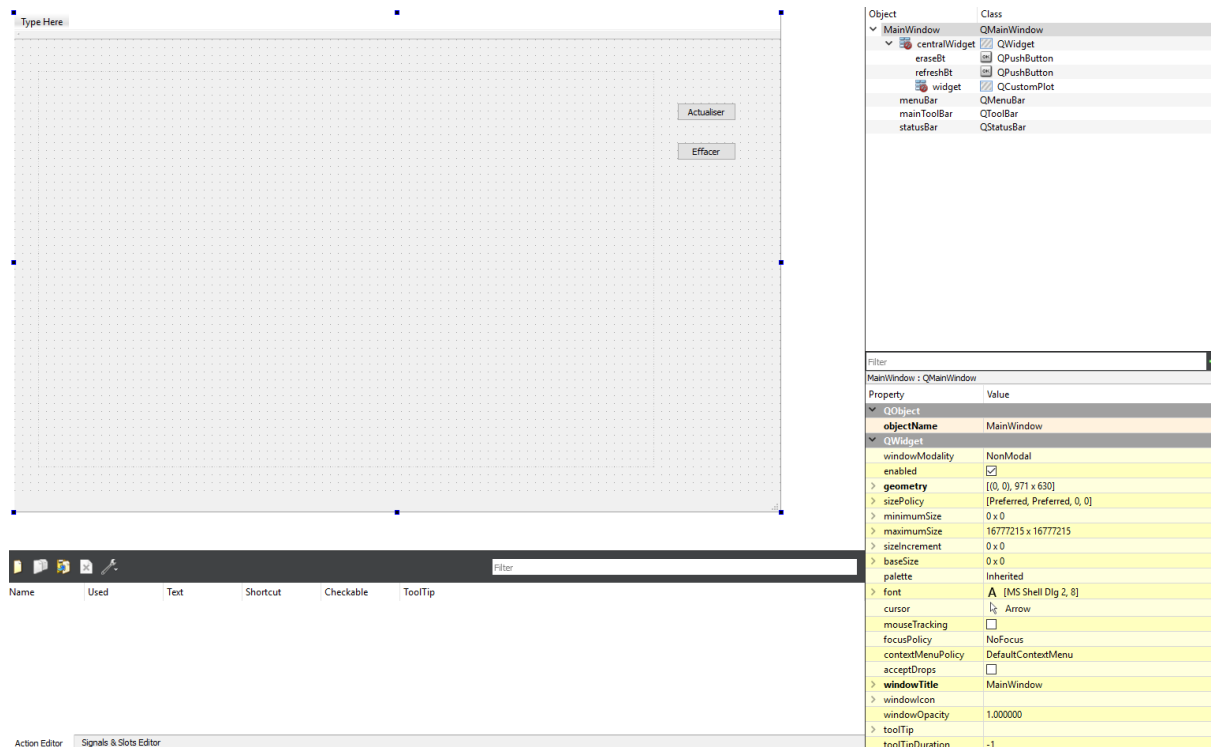 Type Here
Actualiser
Effacer
Filter
Name Used Text Shortcut Checkable ToolTip
Action Editor Signals & Slots Editor
Object Class
MainWindow QMainWindow
centralWidget QWidget
eraseBt QPushButton
refreshBt QPushButton
widget QCustomPlot
menuBar QMenuBar
mainToolBar QToolBar
statusBar QStatusBar
Filter
MainWindow : QMainWindow
Property Value
QObject
objectName MainWindow
QWidget
windowModality NonModal
enabled
geometry [(0, 0), 971 x 630]
sizePolicy [Preferred, Preferred, 0, 0]
minimumSize 0 x 0
maximumSize 16777215 x 16777215
sizeIncrement 0 x 0
baseSize 0 x 0
palette Inherited
font A [MS Shell Dlg 2, 8]
cursor Arrow
mouseTracking
focusPolicy NoFocus
contextMenuPolicy DefaultContextMenu
acceptDrops
windowTitle MainWindow
windowIcon
windowOpacity 1.000000
toolTip
toolTipDuration -1